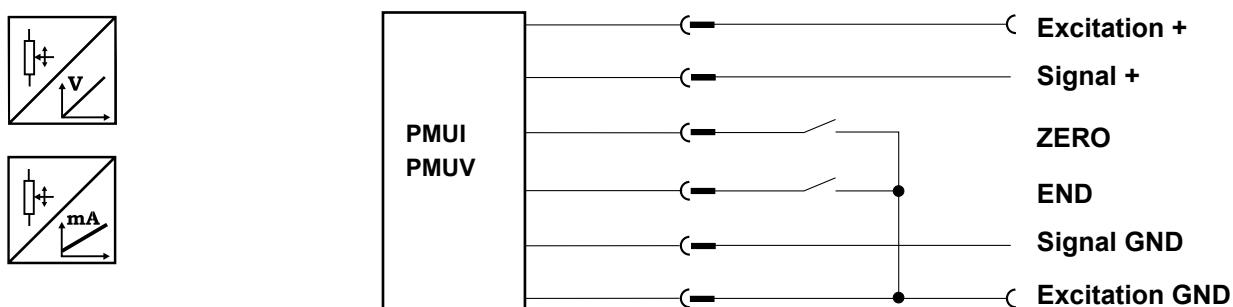 V
mA
PMUI
PMUV
Excitation +
Signal +
ZERO
END
Signal GND
Excitation GND